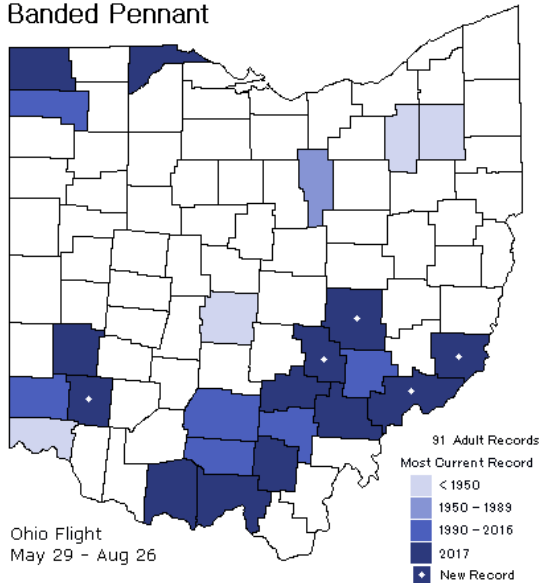 Banded Pennant
91 Adult Records
Most Current Record
< 1950
1950 - 1989
1990 - 2016
2017
New Record
Ohio Flight
May 29 - Aug 26